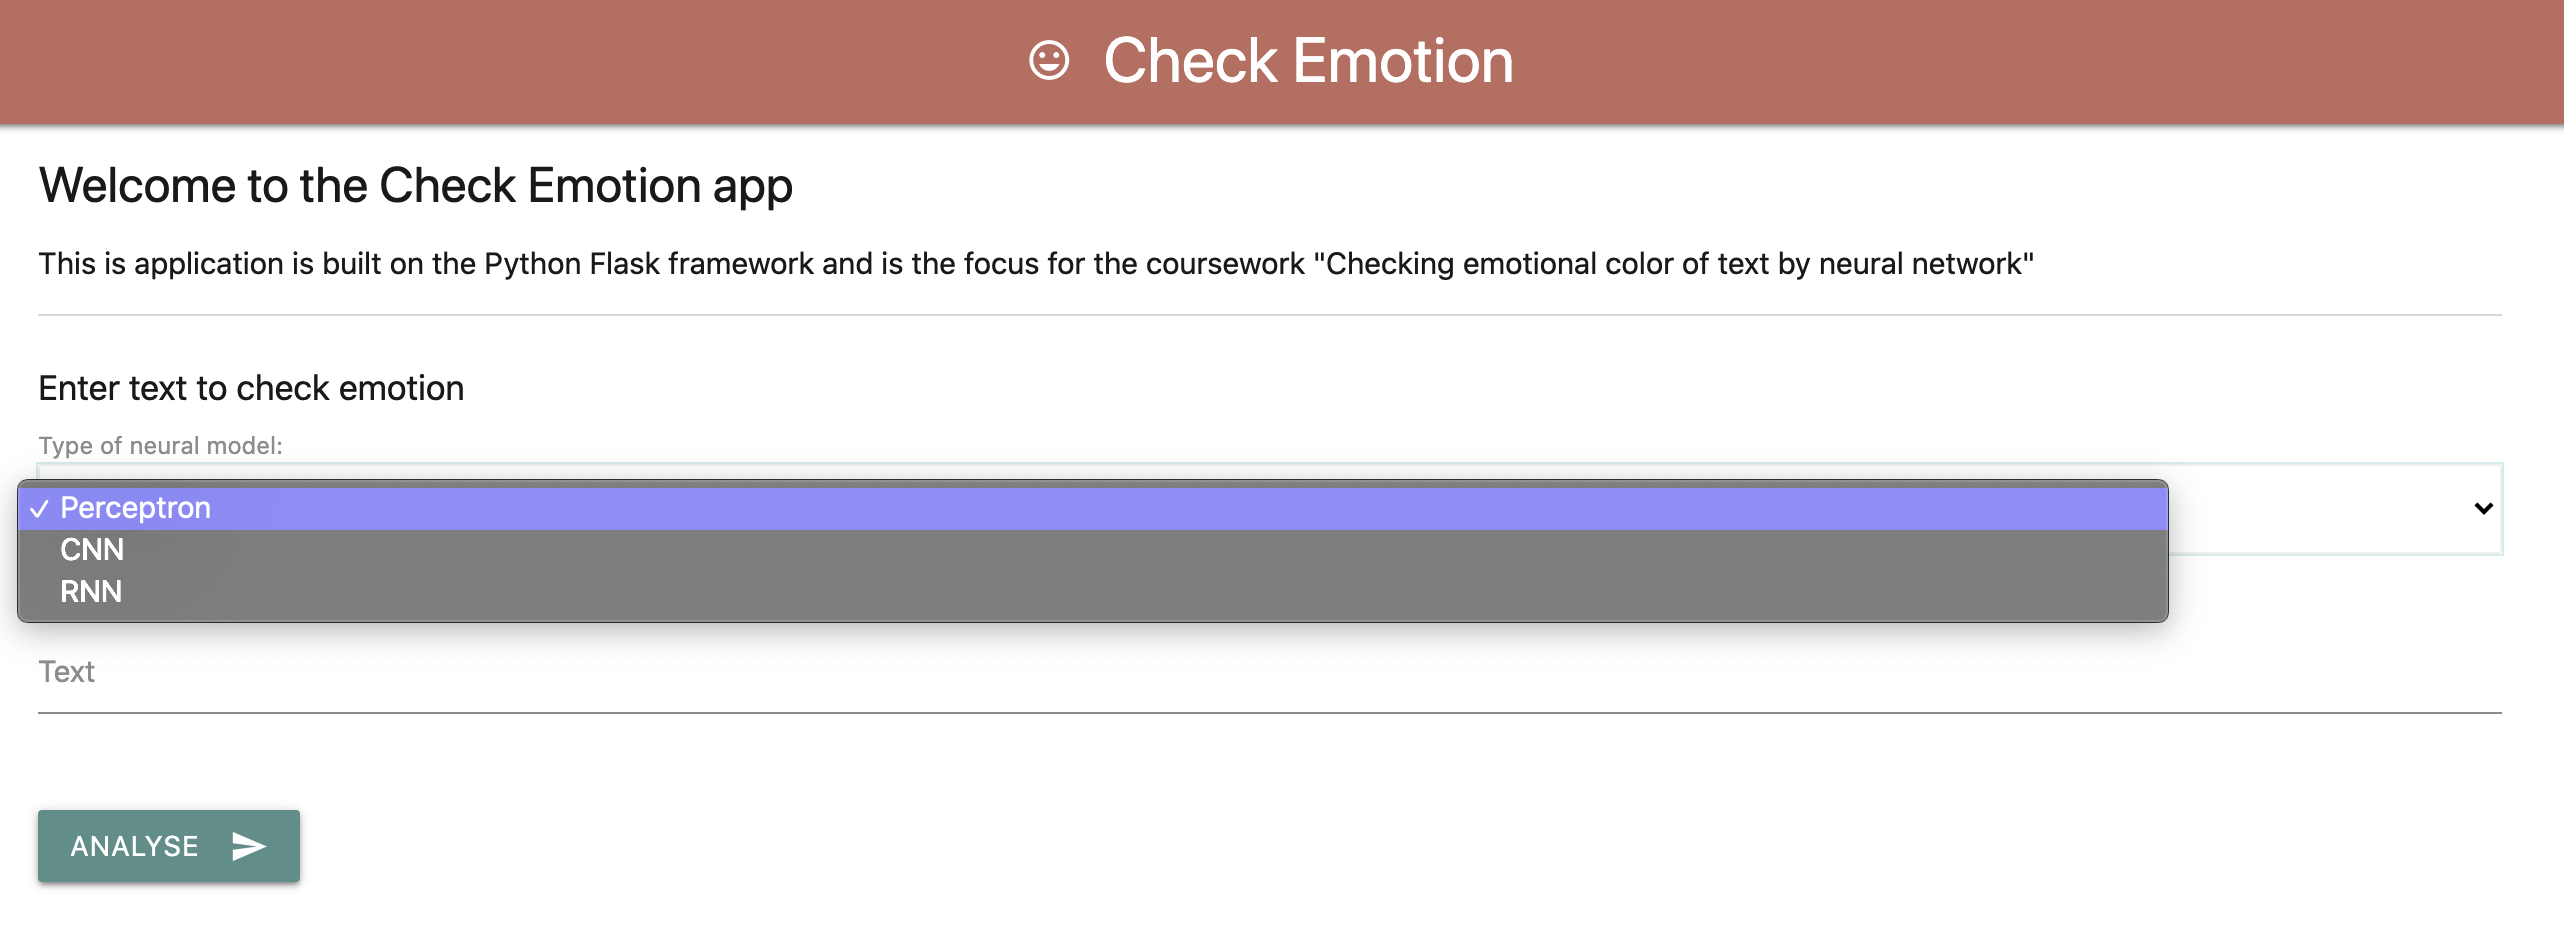 Check Emotion
Welcome to the Check Emotion app
This is application is built on the Python Flask framework and is the focus for the coursework "Checking emotional color of text by neural network"
Enter text to check emotion
Type of neural model:
Perceptron
CNN
RNN
Text
ANALYSE